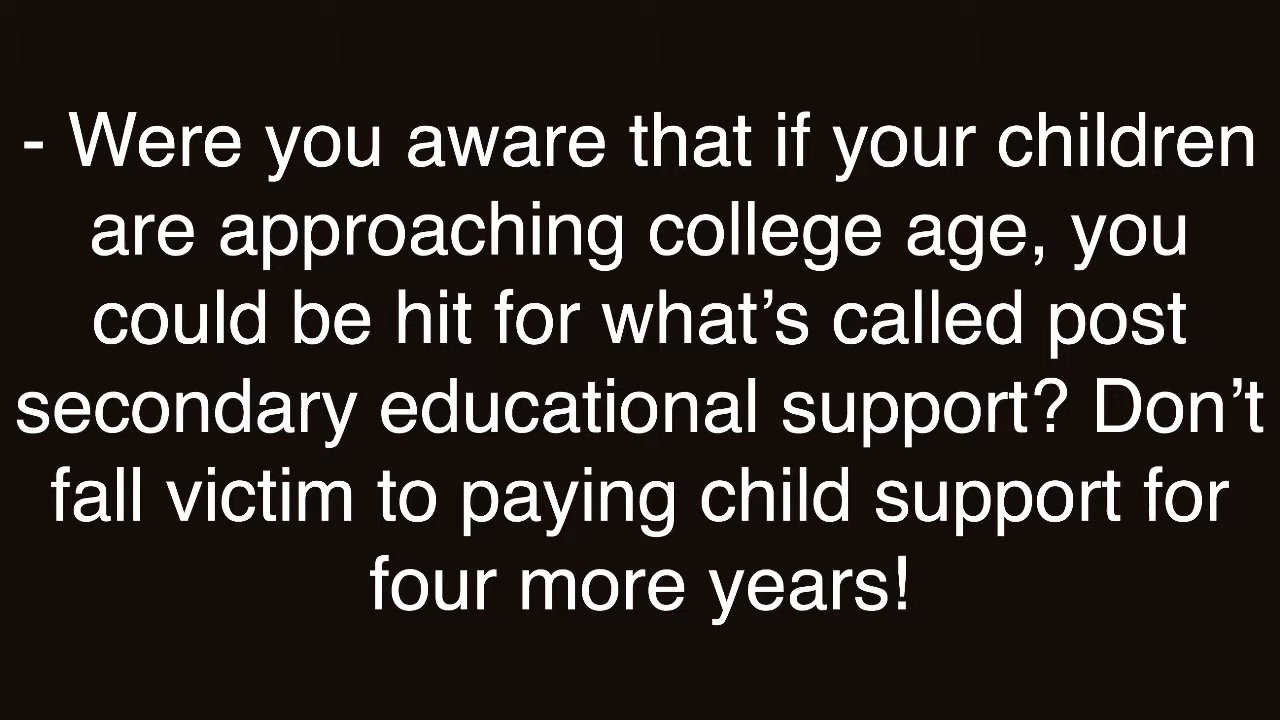 - Were you aware that if your children
are approaching college age, you
could be hit for what’s called post
secondary educational support? Don’t
fall victim to paying child support for
four more years!